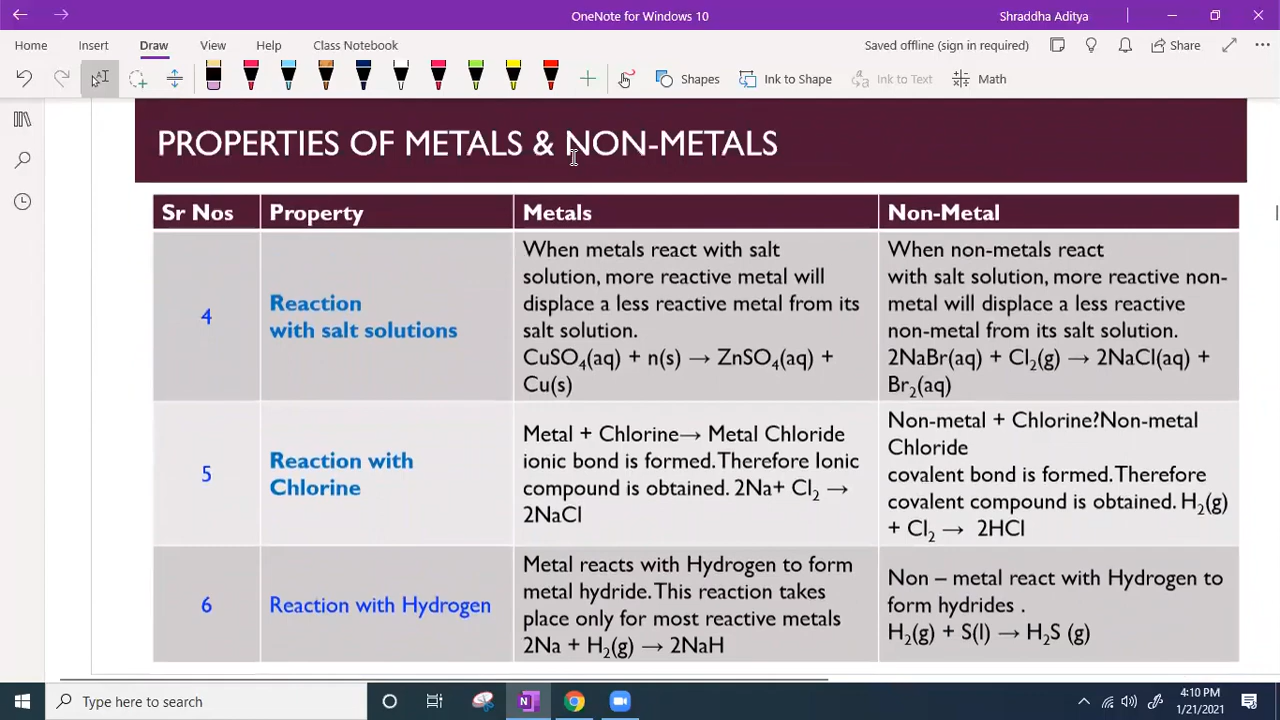 OneNote for Windows 10
Shraddha Aditya
Home Insert Draw View Help Class Notebook
Saved offline (sign in required) Share
Shapes Ink to Shape Ink to Text Math
PROPERTIES OF METALS & NON-METALS
Sr Nos Property Metals Non-Metal
4
Reaction
with salt solutions
When metals react with salt
solution, more reactive metal will
displace a less reactive metal from its
salt solution.
CuSO₄(aq) + n(s) → ZnSO₄(aq) +
Cu(s)
When non-metals react
with salt solution, more reactive non-
metal will displace a less reactive
non-metal from its salt solution.
2NaBr(aq) + Cl₂(g) → 2NaCl(aq) +
Br₂(aq)
5
Reaction with
Chlorine
Metal + Chlorine→ Metal Chloride
ionic bond is formed.Therefore Ionic
compound is obtained. 2Na+ Cl₂ →
2NaCl
Non-metal + Chlorine?Non-metal
Chloride
covalent bond is formed.Therefore
covalent compound is obtained. H₂(g)
+ Cl₂ → 2HCl
6
Reaction with Hydrogen
Metal reacts with Hydrogen to form
metal hydride.This reaction takes
place only for most reactive metals
2Na + H₂(g) → 2NaH
Non – metal react with Hydrogen to
form hydrides .
H₂(g) + S(l) → H₂S (g)
Type here to search
4:10 PM
1/21/2021